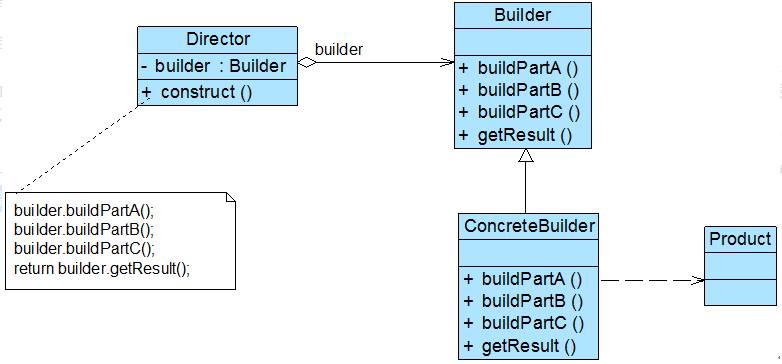 Director
- builder : Builder
+ construct ()
builder
Builder
+ buildPartA ()
+ buildPartB ()
+ buildPartC ()
+ getResult ()
builder.buildPartA();
builder.buildPartB();
builder.buildPartC();
return builder.getResult();
ConcreteBuilder
+ buildPartA ()
+ buildPartB ()
+ buildPartC ()
+ getResult ()
Product